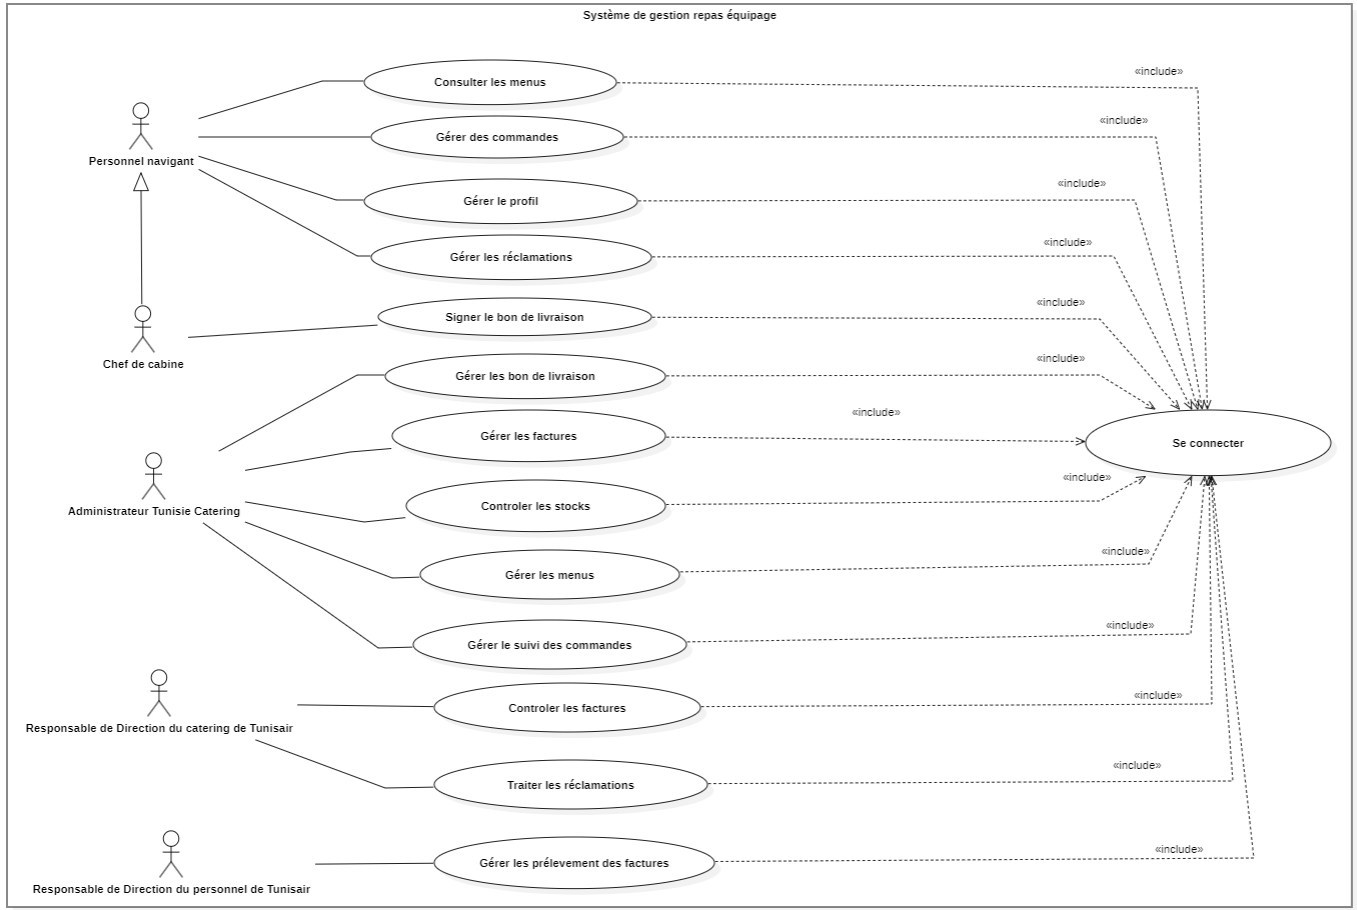 Système de gestion repas équipage
Consulter les menus
«include»
Gérer des commandes
«include»
Personnel navigant
Gérer le profil
«include»
Gérer les réclamations
«include»
Signer le bon de livraison
«include»
Chef de cabine
Gérer les bon de livraison
«include»
Gérer les factures
«include»
Se connecter
Administrateur Tunisie Catering
Controler les stocks
«include»
Gérer les menus
«include»
Gérer le suivi des commandes
«include»
Controler les factures
«include»
Responsable de Direction du catering de Tunisair
Traiter les réclamations
«include»
Gérer les prélevement des factures
«include»
Responsable de Direction du personnel de Tunisair